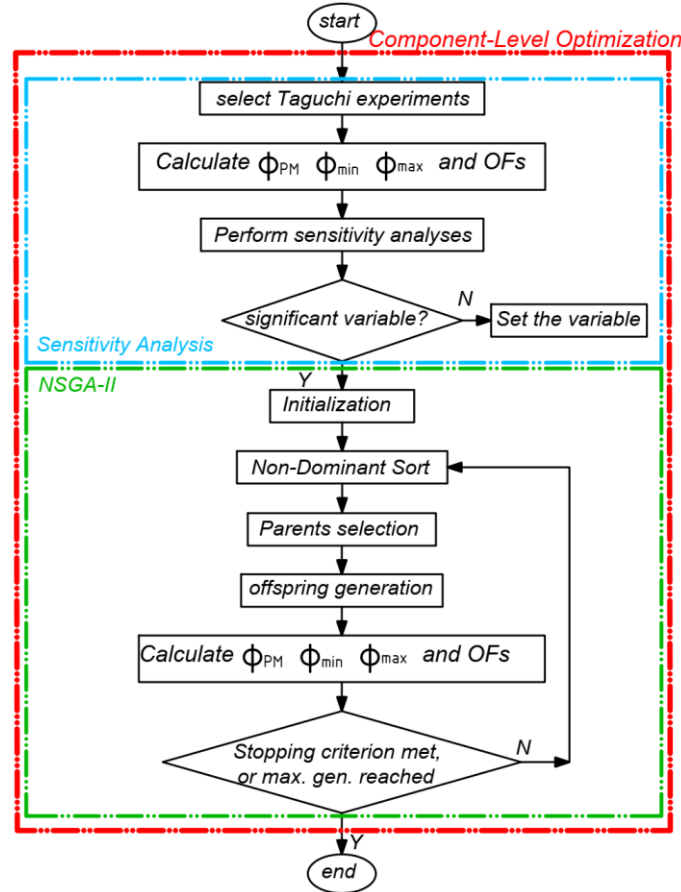 start
Component-Level Optimization
select Taguchi experiments
Calculate ϕPM ϕmin ϕmax and OFs
Perform sensitivity analyses
significant variable?
N
Set the variable
Sensitivity Analysis
Y
NSGA-II
Initialization
Non-Dominant Sort
Parents selection
offspring generation
Calculate ϕPM ϕmin ϕmax and OFs
Stopping criterion met,
or max. gen. reached
N
Y
end